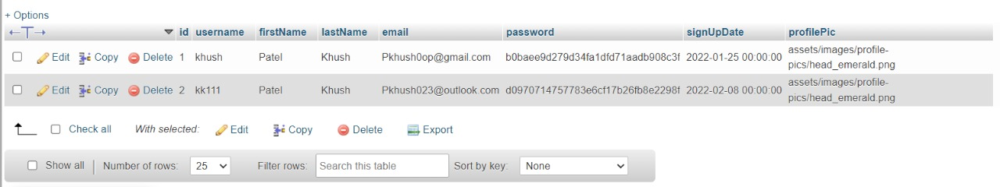 + Options
←T→ id username firstName lastName email password signUpDate profilePic
Edit Copy Delete 1 khush Patel Khush Pkhush0op@gmail.com b0baee9d279d34fa1dfd71aadb908c3f 2022-01-25 00:00:00 assets/images/profile-
pics/head_emerald.png
Edit Copy Delete 2 kk111 Patel Khush Pkhush023@outlook.com d0970714757783e6cf17b26fb8e2298f 2022-02-08 00:00:00 assets/images/profile-
pics/head_emerald.png
Check all With selected: Edit Copy Delete Export
Show all Number of rows: 25 Filter rows: Search this table Sort by key: None